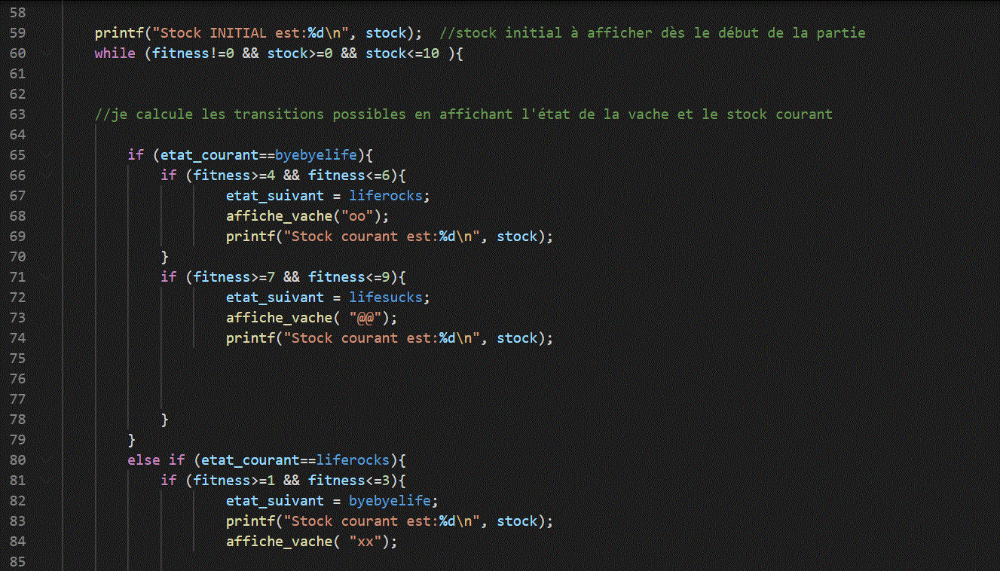 58
59 printf("Stock INITIAL est:%d\n", stock); //stock initial à afficher dès le début de la partie
60 while (fitness!=0 && stock>=0 && stock<=10 ){
61
62
63 //je calcule les transitions possibles en affichant l'état de la vache et le stock courant
64
65 if (etat_courant==byebyelife){
66 if (fitness>=4 && fitness<=6){
67 etat_suivant = liferocks;
68 affiche_vache("oo");
69 printf("Stock courant est:%d\n", stock);
70 }
71 if (fitness>=7 && fitness<=9){
72 etat_suivant = lifesucks;
73 affiche_vache( "@@");
74 printf("Stock courant est:%d\n", stock);
75
76
77
78 }
79 }
80 else if (etat_courant==liferocks){
81 if (fitness>=1 && fitness<=3){
82 etat_suivant = byebyelife;
83 printf("Stock courant est:%d\n", stock);
84 affiche_vache( "xx");
85